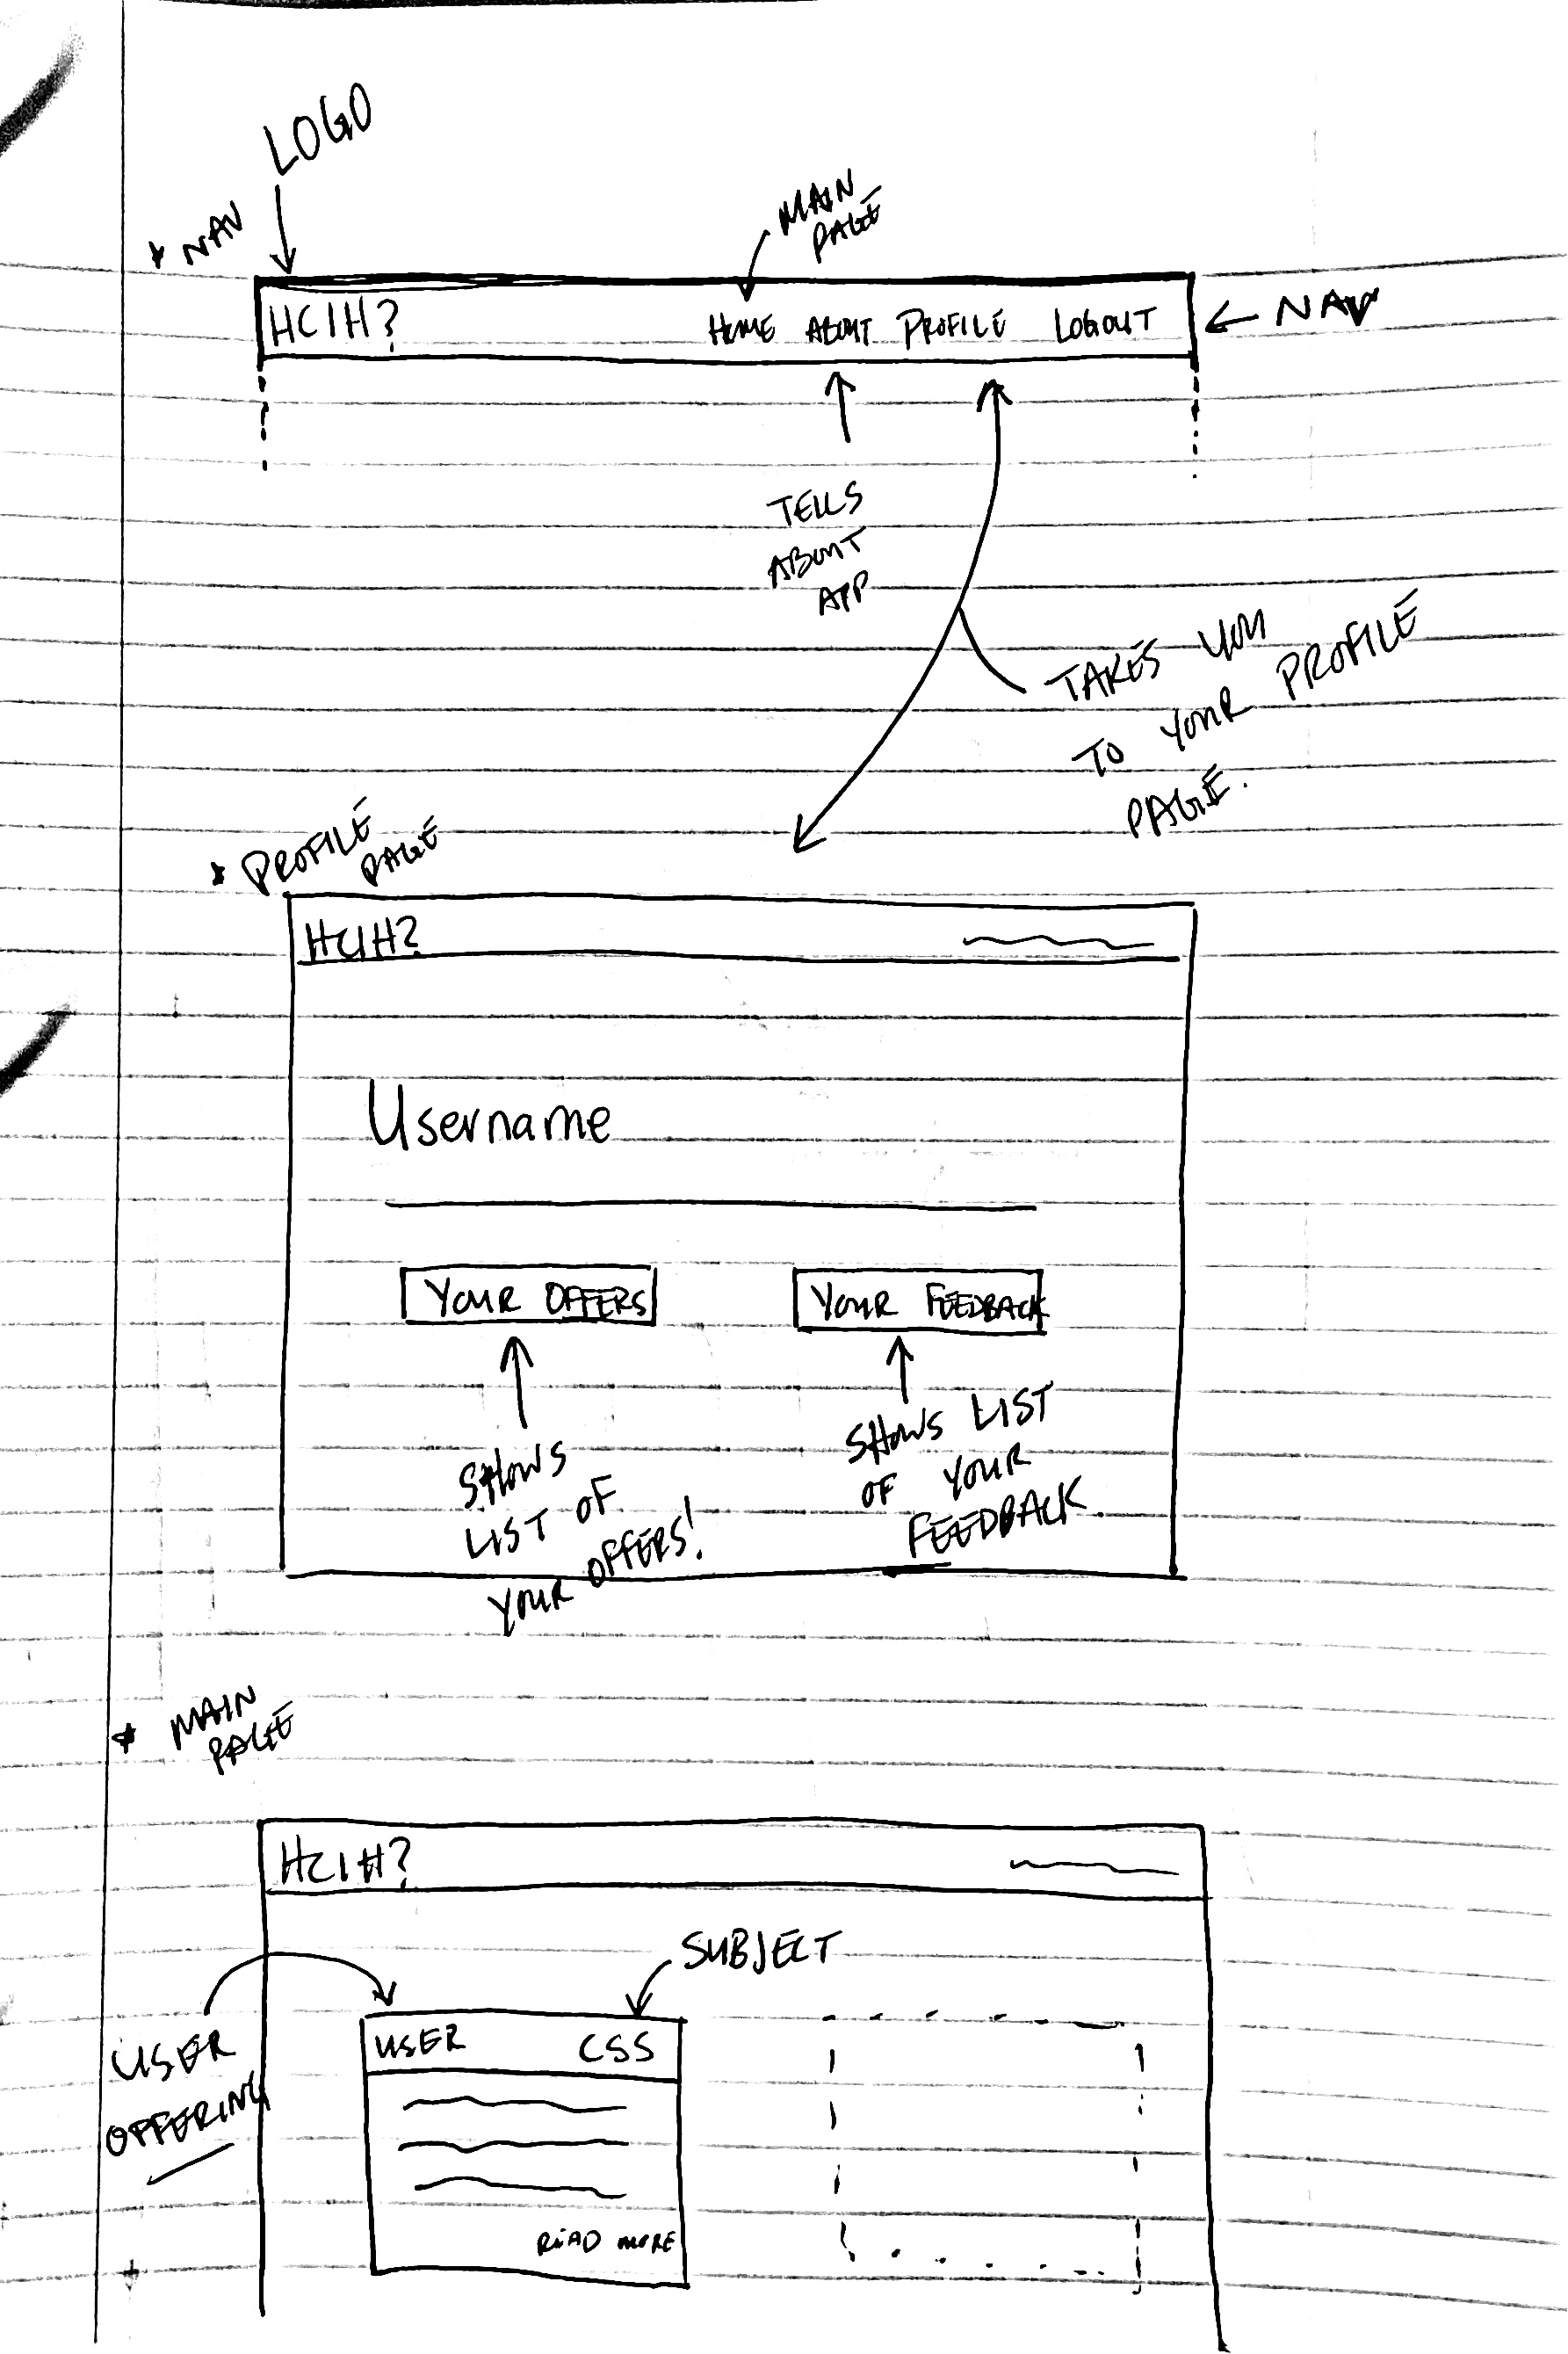 LOGO
* NAV
MAIN
PAGE
HCIH?
HOME ABOUT PROFILE LOGOUT
NAV
TELLS
ABOUT
APP
TAKES YOU
TO YOUR PROFILE
PAGE.
* PROFILE
PAGE
HCIH?
Username
YOUR OFFERS
YOUR FEEDBACK
SHOWS
LIST OF
YOUR OFFERS!
SHOWS LIST
OF YOUR
FEEDBACK
* MAIN
PAGE
HCIH?
SUBJECT
USER
OFFERING
USER CSS
READ MORE